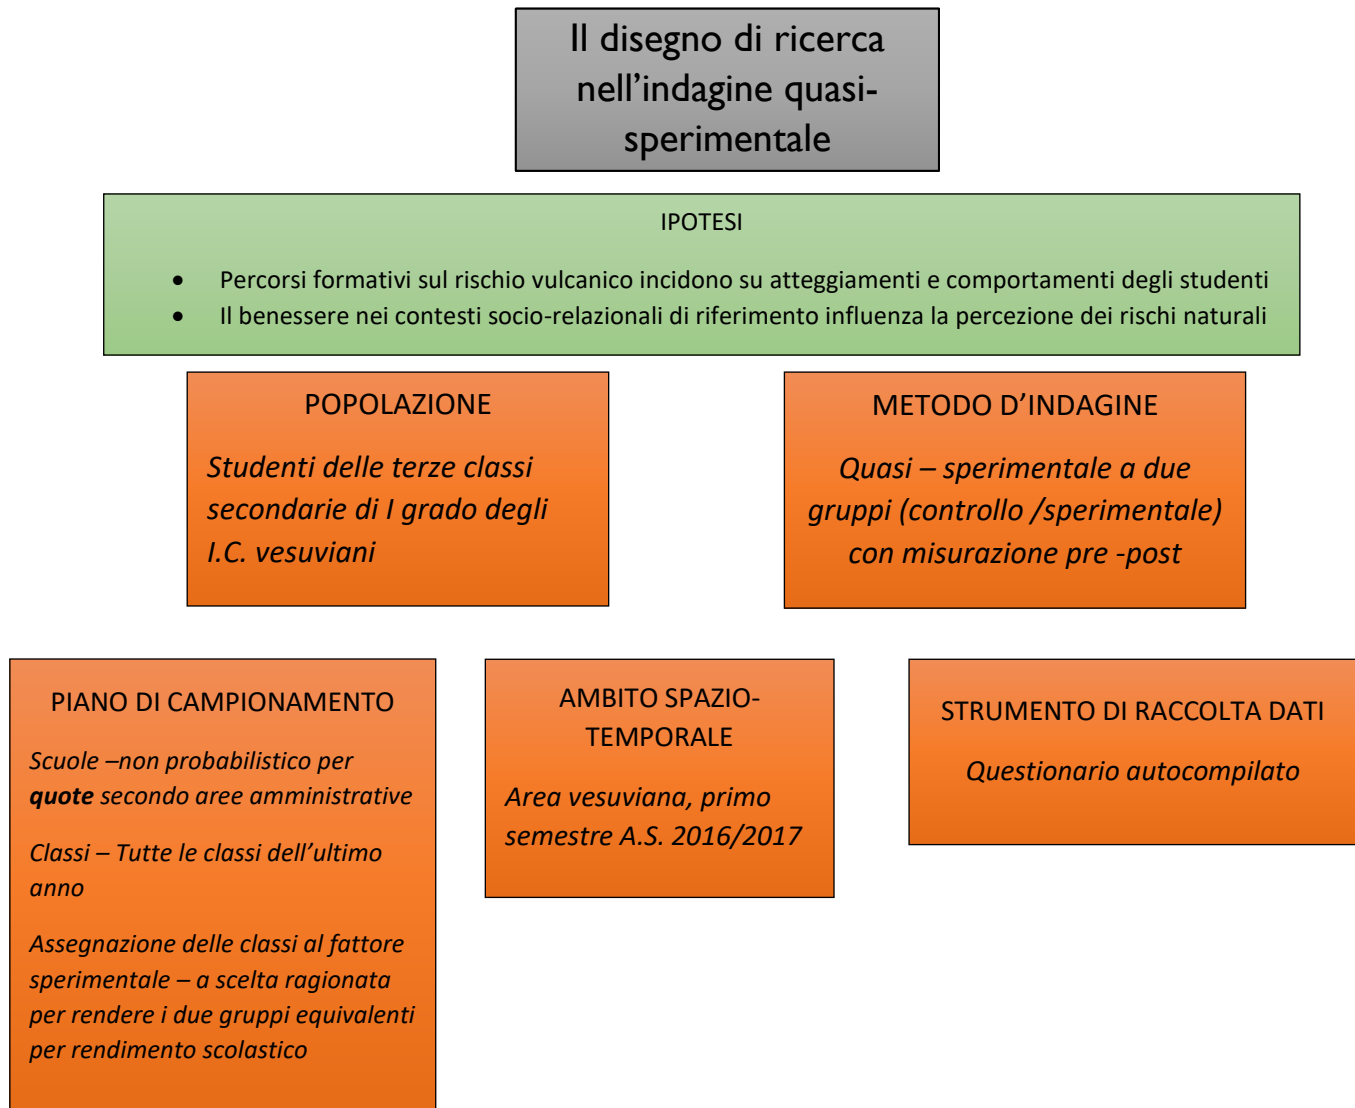 Il disegno di ricerca
nell'indagine quasi-
sperimentale
IPOTESI
• Percorsi formativi sul rischio vulcanico incidono su atteggiamenti e comportamenti degli studenti
• Il benessere nei contesti socio-relazionali di riferimento influenza la percezione dei rischi naturali
POPOLAZIONE
Studenti delle terze classi
secondarie di I grado degli
I.C. vesuviani
METODO D'INDAGINE
Quasi – sperimentale a due
gruppi (controllo /sperimentale)
con misurazione pre -post
PIANO DI CAMPIONAMENTO
Scuole –non probabilistico per
quote secondo aree amministrative
Classi – Tutte le classi dell'ultimo
anno
Assegnazione delle classi al fattore
sperimentale – a scelta ragionata
per rendere i due gruppi equivalenti
per rendimento scolastico
AMBITO SPAZIO-
TEMPORALE
Area vesuviana, primo
semestre A.S. 2016/2017
STRUMENTO DI RACCOLTA DATI
Questionario autocompilato